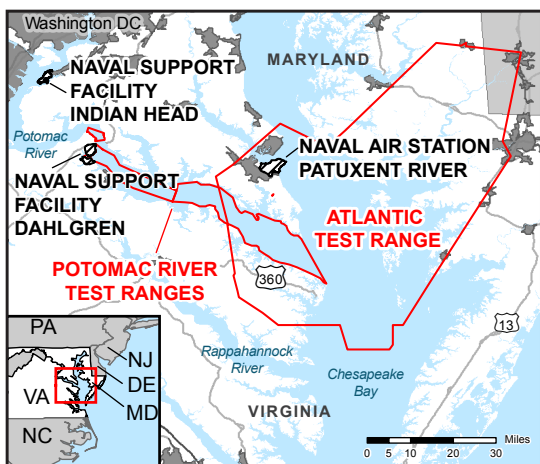 Washington DC
NAVAL SUPPORT
FACILITY
INDIAN HEAD
MARYLAND
Potomac
River
NAVAL AIR STATION
PATUXENT RIVER
NAVAL SUPPORT
FACILITY
DAHLGREN
ATLANTIC
TEST RANGE
POTOMAC RIVER
TEST RANGES
360
13
Rappahannock
River
Chesapeake
Bay
VIRGINIA
PA
NJ
DE
MD
VA
NC
Miles
0 5 10 20 30